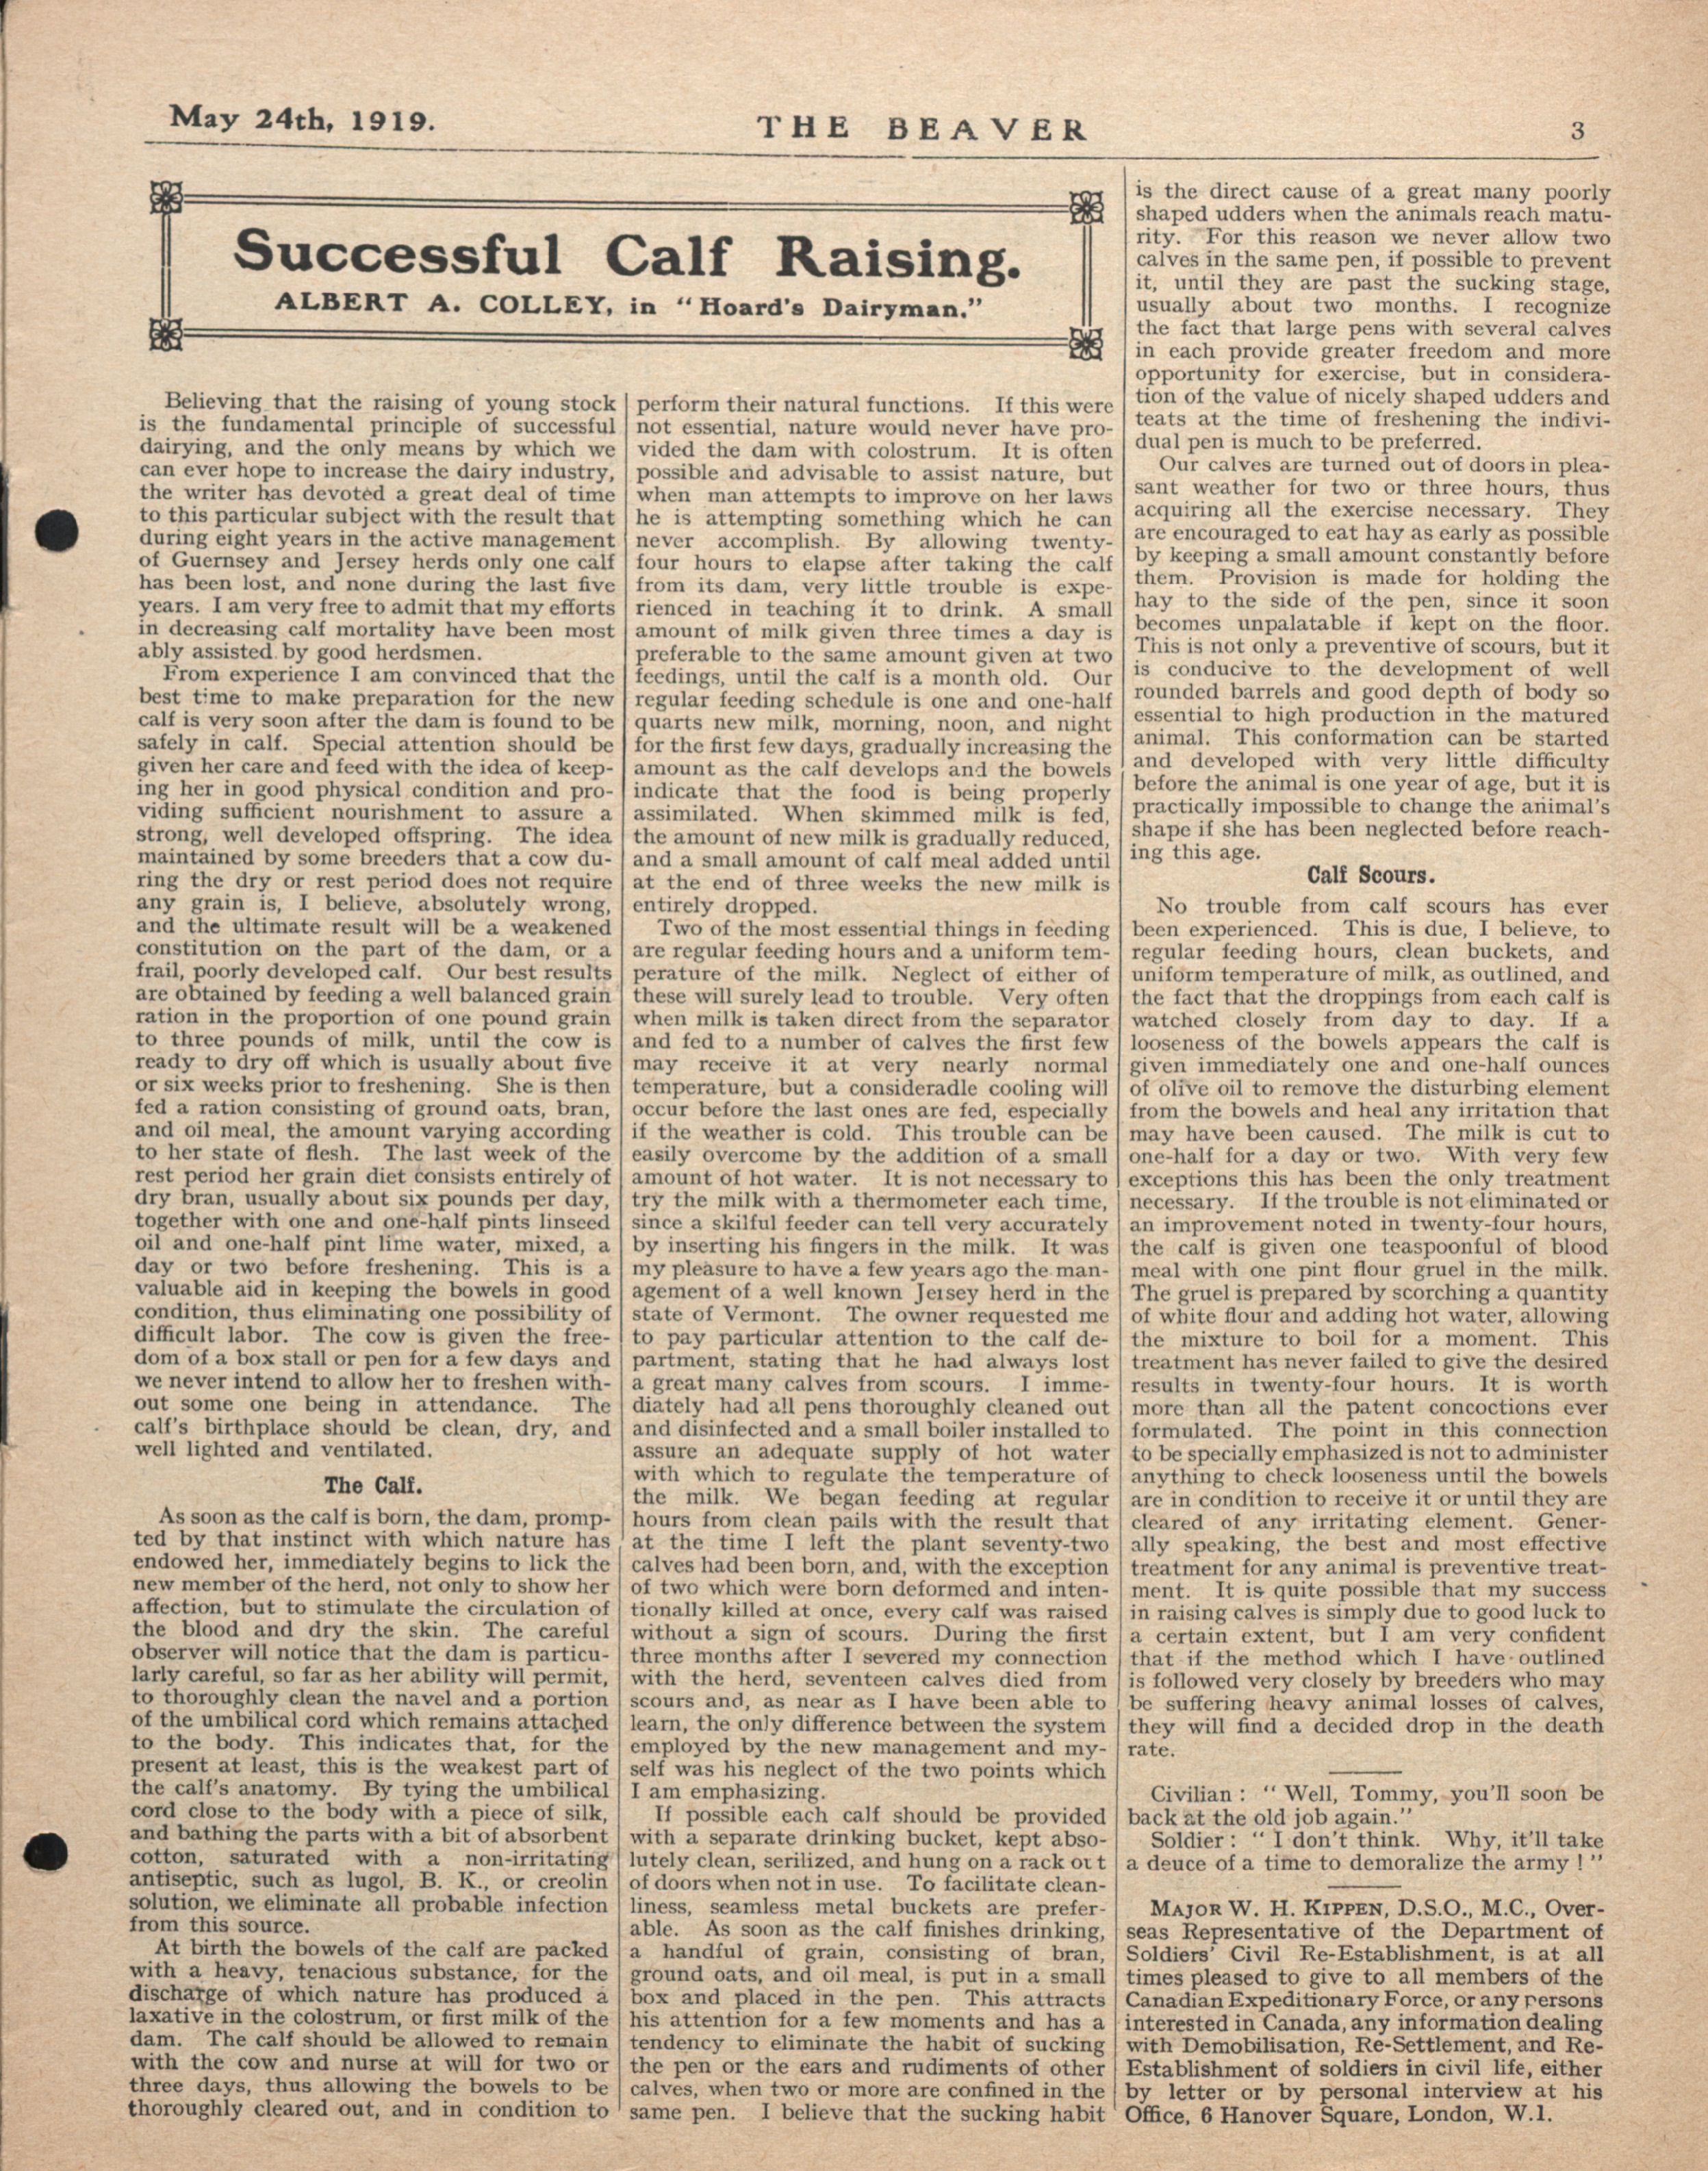 May 24th, 1919.
THE BEAVER
3
Successful Calf Raising.
ALBERT A. COLLEY, in "Hoard's Dairyman."
Believing that the raising of young stock
is the fundamental principle of successful
dairying, and the only means by which we
can ever hope to increase the dairy industry,
the writer has devoted a great deal of time
to this particular subject with the result that
during eight years in the active management
of Guernsey and Jersey herds only one calf
has been lost, and none during the last five
years. I am very free to admit that my efforts
in decreasing calf mortality have been most
ably assisted by good herdsmen.
From experience I am convinced that the
best time to make preparation for the new
calf is very soon after the dam is found to be
safely in calf. Special attention should be
given her care and feed with the idea of keep-
ing her in good physical condition and pro-
viding sufficient nourishment to assure a
strong, well developed offspring. The idea
maintained by some breeders that a cow du-
ring the dry or rest period does not require
any grain is, I believe, absolutely wrong,
and the ultimate result will be a weakened
constitution on the part of the dam, or a
frail, poorly developed calf. Our best results
are obtained by feeding a well balanced grain
ration in the proportion of one pound grain
to three pounds of milk, until the cow is
ready to dry off which is usually about five
or six weeks prior to freshening. She is then
fed a ration consisting of ground oats, bran,
and oil meal, the amount varying according
to her state of flesh. The last week of the
rest period her grain diet consists entirely of
dry bran, usually about six pounds per day,
together with one and one-half pints linseed
oil and one-half pint lime water, mixed, a
day or two before freshening. This is a
valuable aid in keeping the bowels in good
condition, thus eliminating one possibility of
difficult labor. The cow is given the free-
dom of a box stall or pen for a few days and
we never intend to allow her to freshen with-
out some one being in attendance. The
calf's birthplace should be clean, dry, and
well lighted and ventilated.
The Calf.
As soon as the calf is born, the dam, promp-
ted by that instinct with which nature has
endowed her, immediately begins to lick the
new member of the herd, not only to show her
affection, but to stimulate the circulation of
the blood and dry the skin. The careful
observer will notice that the dam is particu-
larly careful, so far as her ability will permit,
to thoroughly clean the navel and a portion
of the umbilical cord which remains attached
to the body. This indicates that, for the
present at least, this is the weakest part of
the calf's anatomy. By tying the umbilical
cord close to the body with a piece of silk,
and bathing the parts with a bit of absorbent
cotton, saturated with a non-irritating
antiseptic, such as lugol, B. K., or creolin
solution, we eliminate all probable infection
from this source.
At birth the bowels of the calf are packed
with a heavy, tenacious substance, for the
discharge of which nature has produced a
laxative in the colostrum, or first milk of the
dam. The calf should be allowed to remain
with the cow and nurse at will for two or
three days, thus allowing the bowels to be
thoroughly cleared out, and in condition to
perform their natural functions. If this were
not essential, nature would never have pro-
vided the dam with colostrum. It is often
possible and advisable to assist nature, but
when man attempts to improve on her laws
he is attempting something which he can
never accomplish. By allowing twenty-
four hours to elapse after taking the calf
from its dam, very little trouble is expe-
rienced in teaching it to drink. A small
amount of milk given three times a day is
preferable to the same amount given at two
feedings, until the calf is a month old. Our
regular feeding schedule is one and one-half
quarts new milk, morning, noon, and night
for the first few days, gradually increasing the
amount as the calf develops and the bowels
indicate that the food is being properly
assimilated. When skimmed milk is fed,
the amount of new milk is gradually reduced,
and a small amount of calf meal added until
at the end of three weeks the new milk is
entirely dropped.
Two of the most essential things in feeding
are regular feeding hours and a uniform tem-
perature of the milk. Neglect of either of
these will surely lead to trouble. Very often
when milk is taken direct from the separator
and fed to a number of calves the first few
may receive it at very nearly normal
temperature, but a consideradle cooling will
occur before the last ones are fed, especially
if the weather is cold. This trouble can be
easily overcome by the addition of a small
amount of hot water. It is not necessary to
try the milk with a thermometer each time,
since a skilful feeder can tell very accurately
by inserting his fingers in the milk. It was
my pleasure to have a few years ago the man-
agement of a well known Jersey herd in the
state of Vermont. The owner requested me
to pay particular attention to the calf de-
partment, stating that he had always lost
a great many calves from scours. I imme-
diately had all pens thoroughly cleaned out
and disinfected and a small boiler installed to
assure an adequate supply of hot water
with which to regulate the temperature of
the milk. We began feeding at regular
hours from clean pails with the result that
at the time I left the plant seventy-two
calves had been born, and, with the exception
of two which were born deformed and inten-
tionally killed at once, every calf was raised
without a sign of scours. During the first
three months after I severed my connection
with the herd, seventeen calves died from
scours and, as near as I have been able to
learn, the only difference between the system
employed by the new management and my-
self was his neglect of the two points which
I am emphasizing.
If possible each calf should be provided
with a separate drinking bucket, kept abso-
lutely clean, serilized, and hung on a rack out
of doors when not in use. To facilitate clean-
liness, seamless metal buckets are prefer-
able. As soon as the calf finishes drinking,
a handful of grain, consisting of bran,
ground oats, and oil meal, is put in a small
box and placed in the pen. This attracts
his attention for a few moments and has a
tendency to eliminate the habit of sucking
the pen or the ears and rudiments of other
calves, when two or more are confined in the
same pen. I believe that the sucking habit
is the direct cause of a great many poorly
shaped udders when the animals reach matu-
rity. For this reason we never allow two
calves in the same pen, if possible to prevent
it, until they are past the sucking stage,
usually about two months. I recognize
the fact that large pens with several calves
in each provide greater freedom and more
opportunity for exercise, but in considera-
tion of the value of nicely shaped udders and
teats at the time of freshening the indivi-
dual pen is much to be preferred.
Our calves are turned out of doors in plea-
sant weather for two or three hours, thus
acquiring all the exercise necessary. They
are encouraged to eat hay as early as possible
by keeping a small amount constantly before
them. Provision is made for holding the
hay to the side of the pen, since it soon
becomes unpalatable if kept on the floor.
This is not only a preventive of scours, but it
is conducive to the development of well
rounded barrels and good depth of body so
essential to high production in the matured
animal. This conformation can be started
and developed with very little difficulty
before the animal is one year of age, but it is
practically impossible to change the animal's
shape if she has been neglected before reach-
ing this age.
Calf Scours.
No trouble from calf scours has ever
been experienced. This is due, I believe, to
regular feeding hours, clean buckets, and
uniform temperature of milk, as outlined, and
the fact that the droppings from each calf is
watched closely from day to day. If a
looseness of the bowels appears the calf is
given immediately one and one-half ounces
of olive oil to remove the disturbing element
from the bowels and heal any irritation that
may have been caused. The milk is cut to
one-half for a day or two. With very few
exceptions this has been the only treatment
necessary. If the trouble is not eliminated or
an improvement noted in twenty-four hours,
the calf is given one teaspoonful of blood
meal with one pint flour gruel in the milk.
The gruel is prepared by scorching a quantity
of white flour and adding hot water, allowing
the mixture to boil for a moment. This
treatment has never failed to give the desired
results in twenty-four hours. It is worth
more than all the patent concoctions ever
formulated. The point in this connection
to be specially emphasized is not to administer
anything to check looseness until the bowels
are in condition to receive it or until they are
cleared of any irritating element. Gener-
ally speaking, the best and most effective
treatment for any animal is preventive treat-
ment. It is quite possible that my success
in raising calves is simply due to good luck to
a certain extent, but I am very confident
that if the method which I have outlined
is followed very closely by breeders who may
be suffering heavy animal losses of calves,
they will find a decided drop in the death
rate.
Civilian : "Well, Tommy, you'll soon be
back at the old job again."
Soldier : "I don't think. Why, it'll take
a deuce of a time to demoralize the army ! "
MAJOR W. H. KIPPEN, D.S.O., M.C., Over-
seas Representative of the Department of
Soldiers' Civil Re-Establishment, is at all
times pleased to give to all members of the
Canadian Expeditionary Force, or any persons
interested in Canada, any information dealing
with Demobilisation, Re-Settlement, and Re-
Establishment of soldiers in civil life, either
by letter or by personal interview at his
Office, 6 Hanover Square, London, W.1.